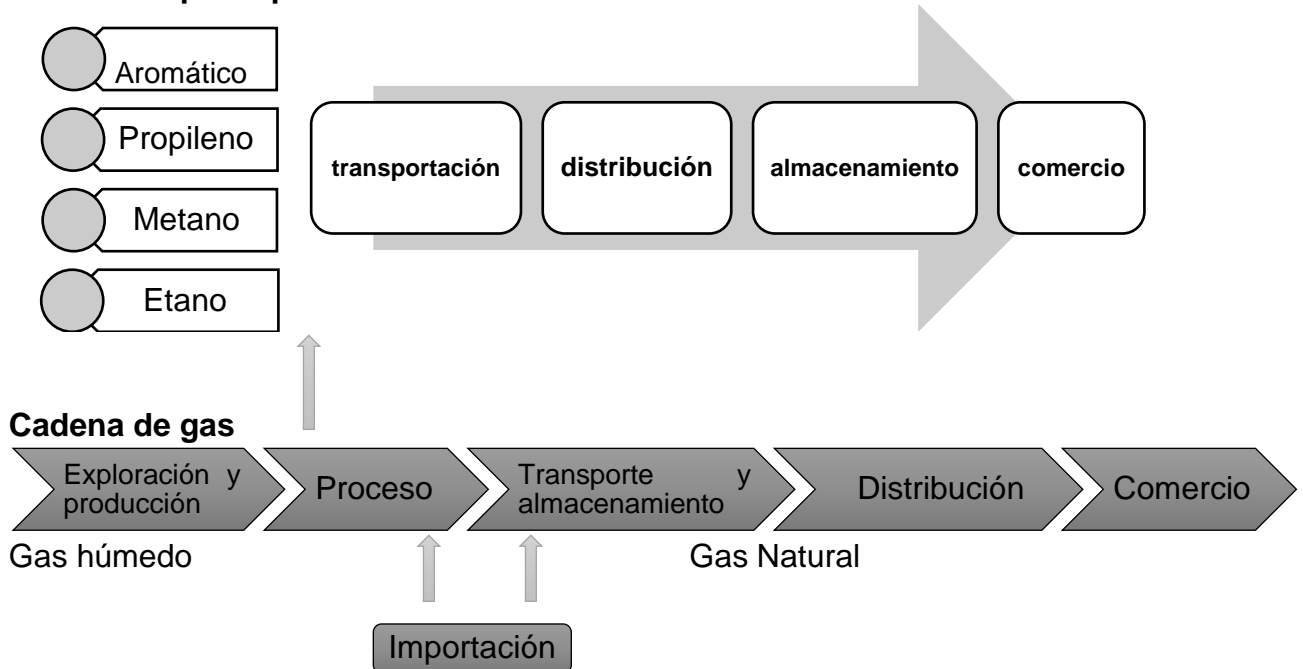 Aromático
Propileno
Metano
Etano
transportación
distribución
almacenamiento
comercio
Cadena de gas
Exploración y
producción
Proceso
Transporte y
almacenamiento
Distribución
Comercio
Gas húmedo
Gas Natural
Importación